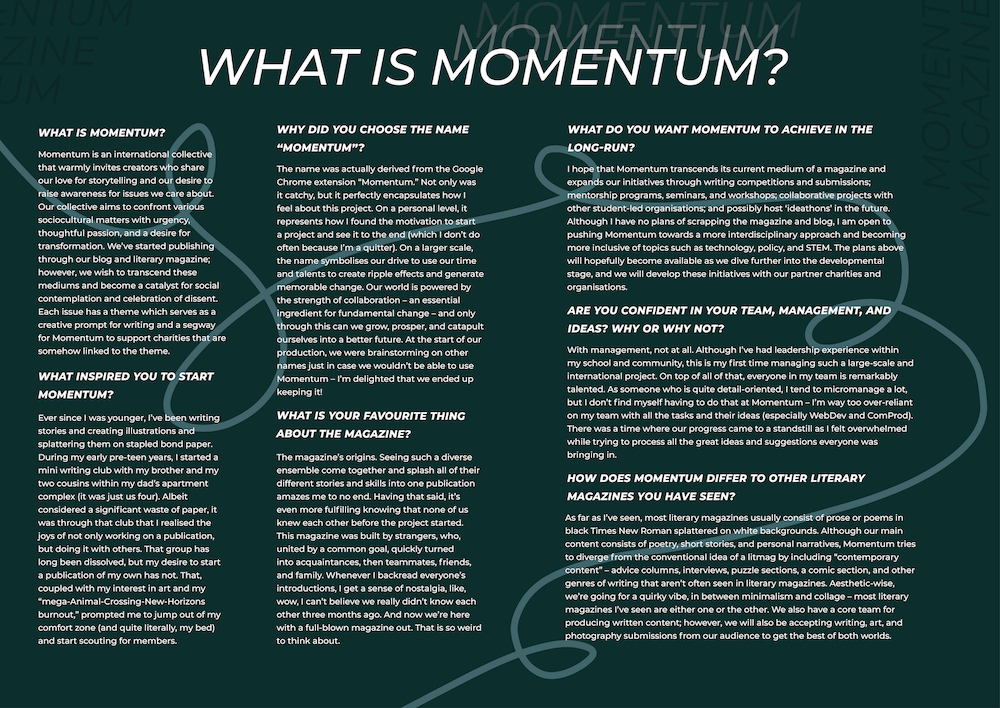 MOMENTUM
MAGAZINE
MOMENTUM
MOMENTUM
MOMENTUM
MOMENTUM
MAGAZINE
WHAT IS MOMENTUM?
WHAT IS MOMENTUM?
Momentum is an international collective
that warmly invites creators who share
our love for storytelling and our desire to
raise awareness for issues we care about.
Our collective aims to confront various
sociocultural matters with urgency,
thoughtful passion, and a desire for
transformation. We've started publishing
through our blog and literary magazine;
however, we wish to transcend these
mediums and become a catalyst for social
contemplation and celebration of dissent.
Each issue has a theme which serves as a
creative prompt for writing and a segway
for Momentum to support charities that are
somehow linked to the theme.
WHAT INSPIRED YOU TO START
MOMENTUM?
Ever since I was younger, I've been writing
stories and creating illustrations and
splattering them on stapled bond paper.
During my early pre-teen years, I started a
mini writing club with my brother and my
two cousins within my dad's apartment
complex (it was just us four). Albeit
considered a significant waste of paper, it
was through that club that I realised the
joys of not only working on a publication,
but doing it with others. That group has
long been dissolved, but my desire to start
a publication of my own has not. That,
coupled with my interest in art and my
"mega-Animal-Crossing-New-Horizons
burnout," prompted me to jump out of my
comfort zone (and quite literally, my bed)
and start scouting for members.
WHY DID YOU CHOOSE THE NAME
"MOMENTUM"?
The name was actually derived from the Google
Chrome extension "Momentum." Not only was
it catchy, but it perfectly encapsulates how I
feel about this project. On a personal level, it
represents how I found the motivation to start
a project and see it to the end (which I don't do
often because I'm a quitter). On a larger scale,
the name symbolises our drive to use our time
and talents to create ripple effects and generate
memorable change. Our world is powered by
the strength of collaboration – an essential
ingredient for fundamental change – and only
through this can we grow, prosper, and catapult
ourselves into a better future. At the start of our
production, we were brainstorming on other
names just in case we wouldn't be able to use
Momentum – I'm delighted that we ended up
keeping it!
WHAT IS YOUR FAVOURITE THING
ABOUT THE MAGAZINE?
The magazine's origins. Seeing such a diverse
ensemble come together and splash all of their
different stories and skills into one publication
amazes me to no end. Having that said, it's
even more fulfilling knowing that none of us
knew each other before the project started.
This magazine was built by strangers, who,
united by a common goal, quickly turned
into acquaintances, then teammates, friends,
and family. Whenever I backread everyone's
introductions, I get a sense of nostalgia, like,
wow, I can't believe we really didn't know each
other three months ago. And now we're here
with a full-blown magazine out. That is so weird
to think about.
WHAT DO YOU WANT MOMENTUM TO ACHIEVE IN THE
LONG-RUN?
I hope that Momentum transcends its current medium of a magazine and
expands our initiatives through writing competitions and submissions;
mentorship programs, seminars, and workshops; collaborative projects with
other student-led organisations; and possibly host 'ideathons' in the future.
Although I have no plans of scrapping the magazine and blog, I am open to
pushing Momentum towards a more interdisciplinary approach and becoming
more inclusive of topics such as technology, policy, and STEM. The plans above
will hopefully become available as we dive further into the developmental
stage, and we will develop these initiatives with our partner charities and
organisations.
ARE YOU CONFIDENT IN YOUR TEAM, MANAGEMENT, AND
IDEAS? WHY OR WHY NOT?
With management, not at all. Although I've had leadership experience within
my school and community, this is my first time managing such a large-scale and
international project. On top of all of that, everyone in my team is remarkably
talented. As someone who is quite detail-oriented, I tend to micromanage a lot,
but I don't find myself having to do that at Momentum – I'm way too over-reliant
on my team with all the tasks and their ideas (especially WebDev and ComProd).
There was a time where our progress came to a standstill as I felt overwhelmed
while trying to process all the great ideas and suggestions everyone was
bringing in.
HOW DOES MOMENTUM DIFFER TO OTHER LITERARY
MAGAZINES YOU HAVE SEEN?
As far as I've seen, most literary magazines usually consist of prose or poems in
black Times New Roman splattered on white backgrounds. Although our main
content consists of poetry, short stories, and personal narratives, Momentum tries
to diverge from the conventional idea of a litmag by including "contemporary
content" – advice columns, interviews, puzzle sections, a comic section, and other
genres of writing that aren't often seen in literary magazines. Aesthetic-wise,
we're going for a quirky vibe, in between minimalism and collage – most literary
magazines I've seen are either one or the other. We also have a core team for
producing written content; however, we will also be accepting writing, art, and
photography submissions from our audience to get the best of both worlds.